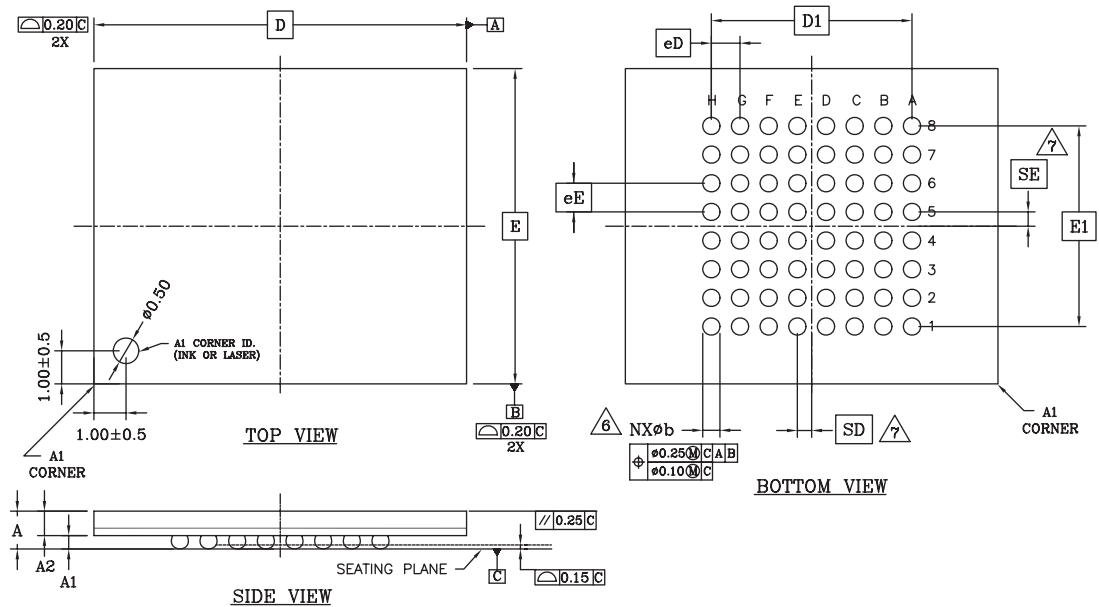 ⌓ 0.20 C
2X
D
A
E
B
⌓ 0.20 C
2X
ø0.50
A1 CORNER ID.
(INK OR LASER)
1.00±0.5
1.00±0.5
A1
CORNER
TOP VIEW
D1
eD
H G F E D C B A
8
7
6
5
4
3
2
1
eE
7
SE
E1
6 NXøb
⌖ ø0.25Ⓜ C A B
ø0.10Ⓜ C
SD 7
A1
CORNER
BOTTOM VIEW
A
A2
A1
// 0.25 C
SEATING PLANE
C
⌓ 0.15 C
SIDE VIEW